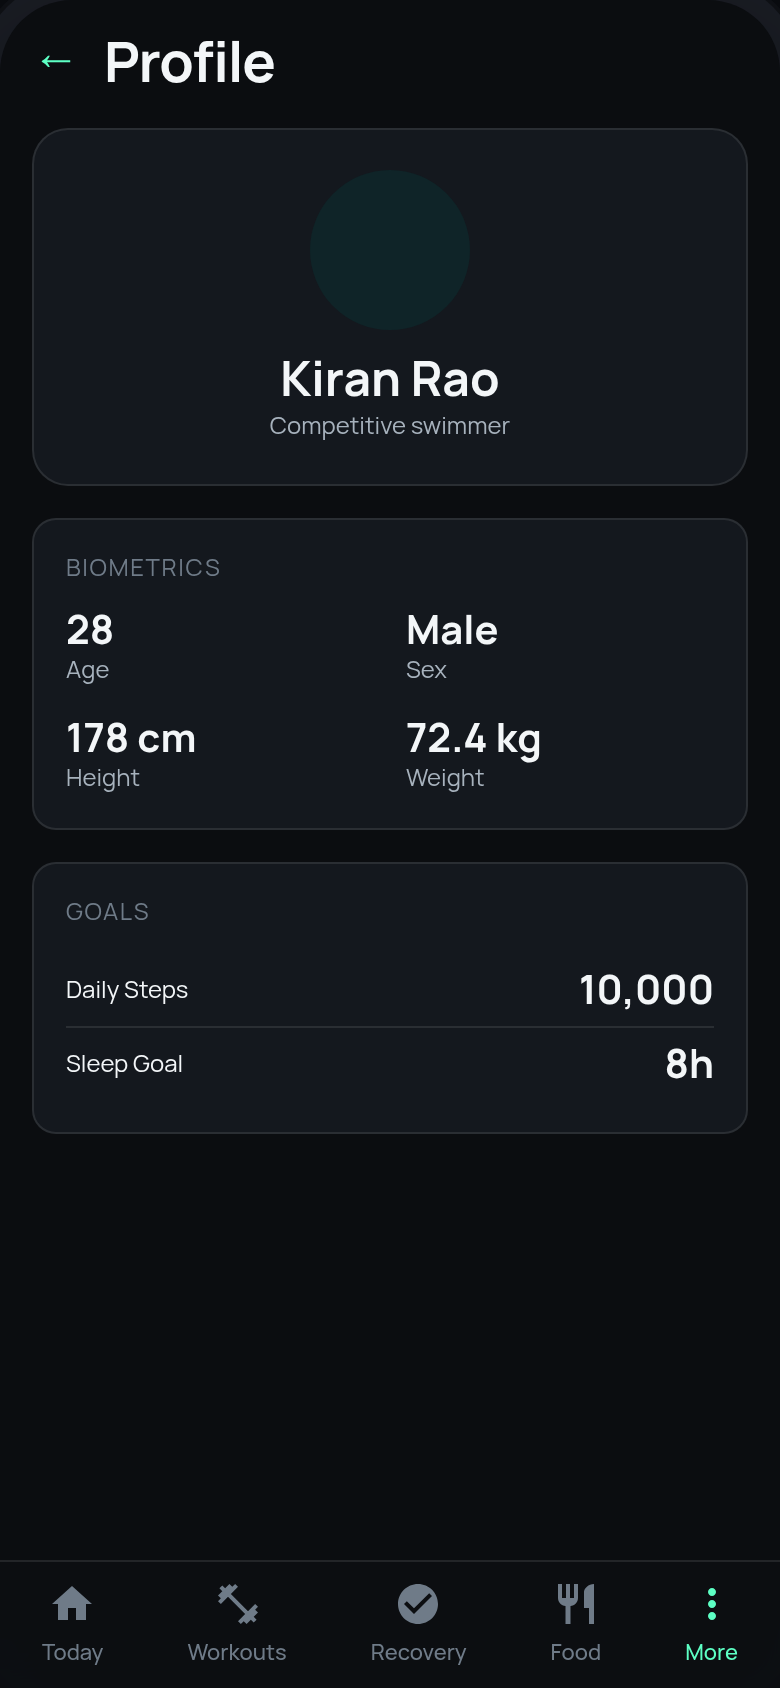 ← Profile
Kiran Rao
Competitive swimmer
BIOMETRICS
28 Male
Age Sex
178 cm 72.4 kg
Height Weight
GOALS
Daily Steps 10,000
Sleep Goal 8h
Today Workouts Recovery Food More